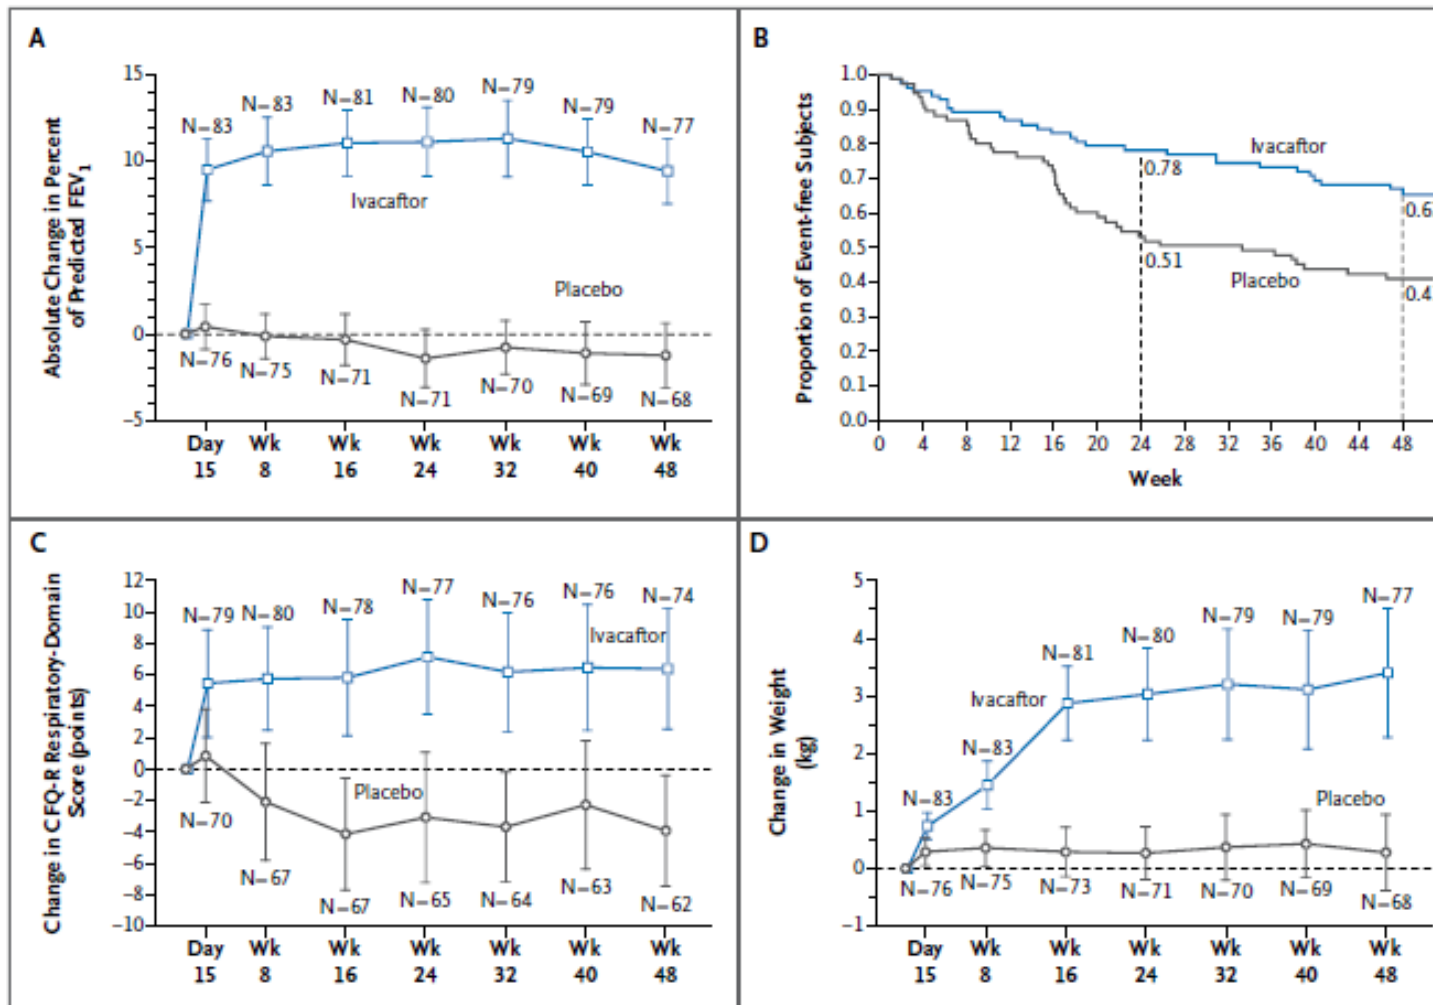 A
Absolute Change in Percent
of Predicted FEV1
15
10
5
0
−5
N−83
N−83
N−81
N−80
N−79
N−79
N−77
Ivacaftor
Placebo
N−76
N−75
N−71
N−71
N−70
N−69
N−68
Day
15
Wk
8
Wk
16
Wk
24
Wk
32
Wk
40
Wk
48
B
Proportion of Event-free Subjects
1.0
0.9
0.8
0.7
0.6
0.5
0.4
0.3
0.2
0.1
0.0
Ivacaftor
0.78
0.51
Placebo
0 4 8 12 16 20 24 28 32 36 40 44 48
Week
C
Change in CFQ-R Respiratory-Domain
Score (points)
12
10
8
6
4
2
0
−2
−4
−6
−8
−10
N−79
N−80
N−78
N−77
N−76
N−76
N−74
Ivacaftor
Placebo
N−70
N−67
N−67
N−65
N−64
N−63
N−62
Day
15
Wk
8
Wk
16
Wk
24
Wk
32
Wk
40
Wk
48
D
Change in Weight
(kg)
5
4
3
2
1
0
−1
N−83
N−83
N−81
N−80
N−79
N−79
N−77
Ivacaftor
Placebo
N−76
N−75
N−73
N−71
N−70
N−69
N−68
Day
15
Wk
8
Wk
16
Wk
24
Wk
32
Wk
40
Wk
48